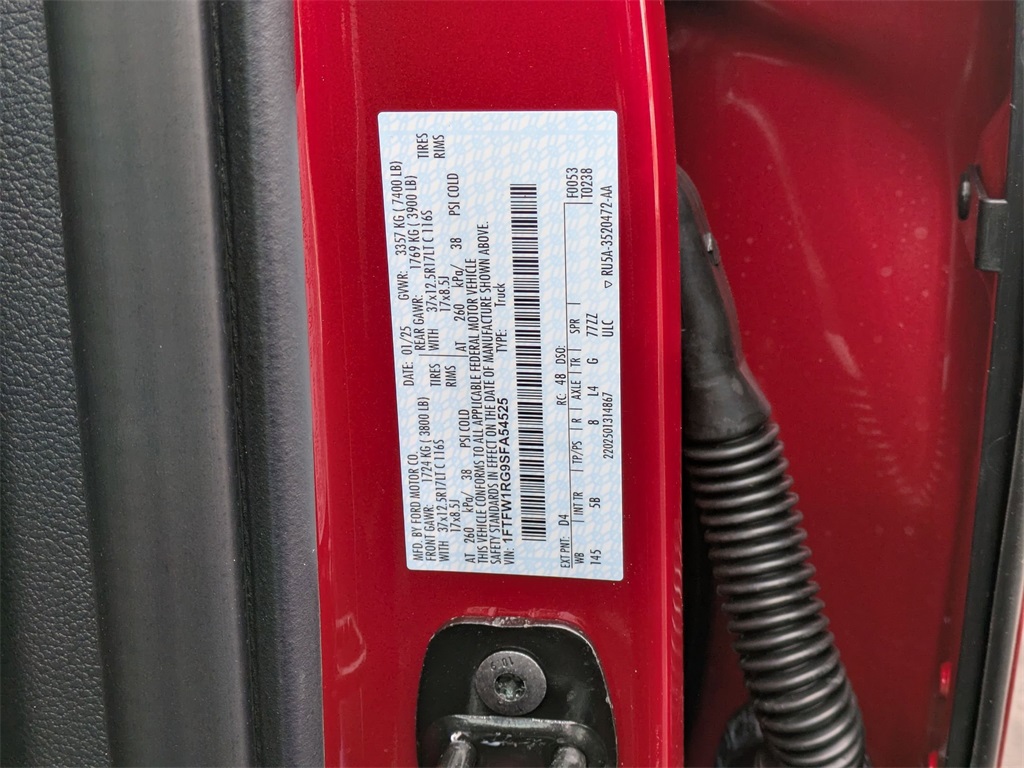 MFD. BY FORD MOTOR CO. DATE: 01/25 GVWR: 3357 KG ( 7400 LB)
FRONT GAWR: 1724 KG ( 3800 LB) REAR GAWR: 1769 KG ( 3900 LB)
WITH 37x12.5R17LT C 116S TIRES WITH 37x12.5R17LT C 116S TIRES
17x8.5J RIMS 17x8.5J RIMS
AT 260 kPa/ 38 PSI COLD AT 260 kPa/ 38 PSI COLD
THIS VEHICLE CONFORMS TO ALL APPLICABLE FEDERAL MOTOR VEHICLE
SAFETY STANDARDS IN EFFECT ON THE DATE OF MANUFACTURE SHOWN ABOVE.
VIN: 1FTFW1RG9SFA54525 TYPE: Truck
F0053
EXT PNT: D4 RC: 48 DSO: T0238
WB INT TR TP/PS R AXLE TR SPR
145 5B 8 L4 G 77ZZ
2202501314867 ULC ▽ RU5A-3520472-AA
10.9